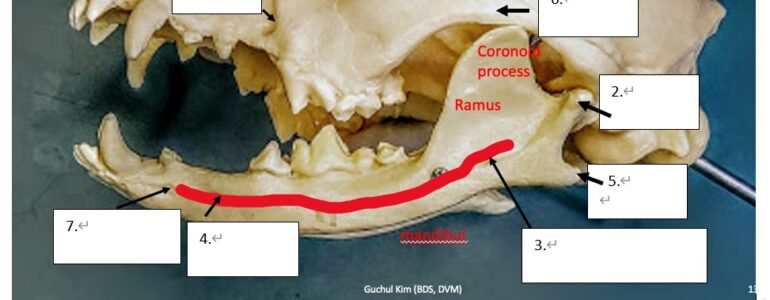 6.↵
Coronoid
process
2.↵
Ramus
5.↵
↵
7.↵
4.↵
mandibul
3.↵
Guchul Kim (BDS, DVM)